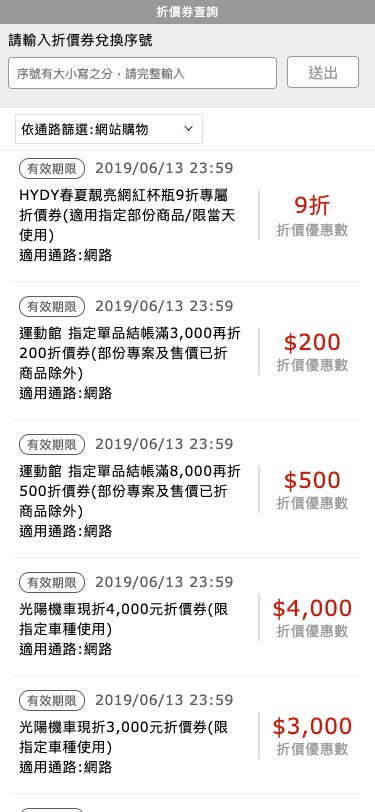 折價券查詢
請輸入折價券兌換序號
序號有大小寫之分，請完整輸入
送出
依通路篩選:網站購物
有效期限 2019/06/13 23:59
HYDY春夏靚亮網紅杯瓶9折專屬
折價券(適用指定部份商品/限當天
使用)
適用通路:網路
9折
折價優惠數
有效期限 2019/06/13 23:59
運動館 指定單品結帳滿3,000再折
200折價券(部份專案及售價已折
商品除外)
適用通路:網路
$200
折價優惠數
有效期限 2019/06/13 23:59
運動館 指定單品結帳滿8,000再折
500折價券(部份專案及售價已折
商品除外)
適用通路:網路
$500
折價優惠數
有效期限 2019/06/13 23:59
光陽機車現折4,000元折價券(限
指定車種使用)
適用通路:網路
$4,000
折價優惠數
有效期限 2019/06/13 23:59
光陽機車現折3,000元折價券(限
指定車種使用)
適用通路:網路
$3,000
折價優惠數